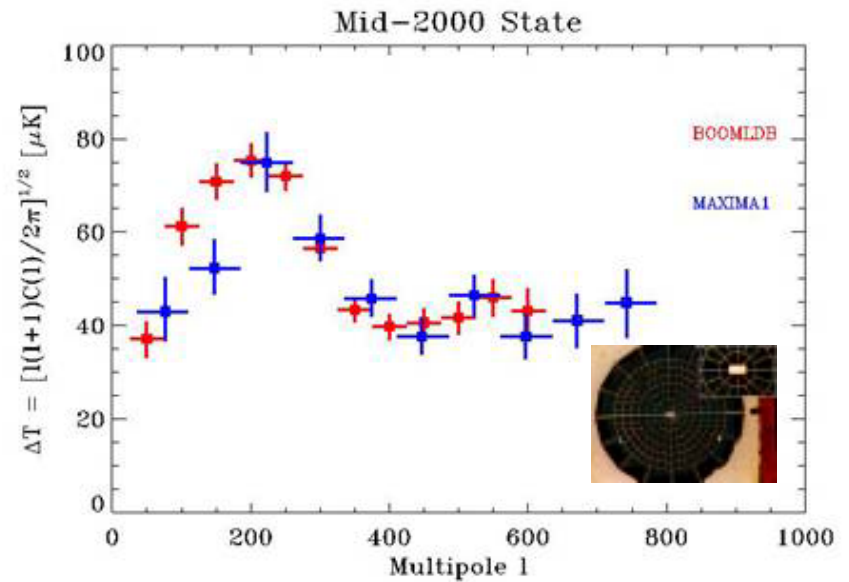 Mid-2000 State
ΔT = [l(l+1)C(l)/2π]^{1/2} [μK]
100
80
60
40
20
0
BOOMLDB
MAXIMA1
0 200 400 600 800 1000
Multipole l